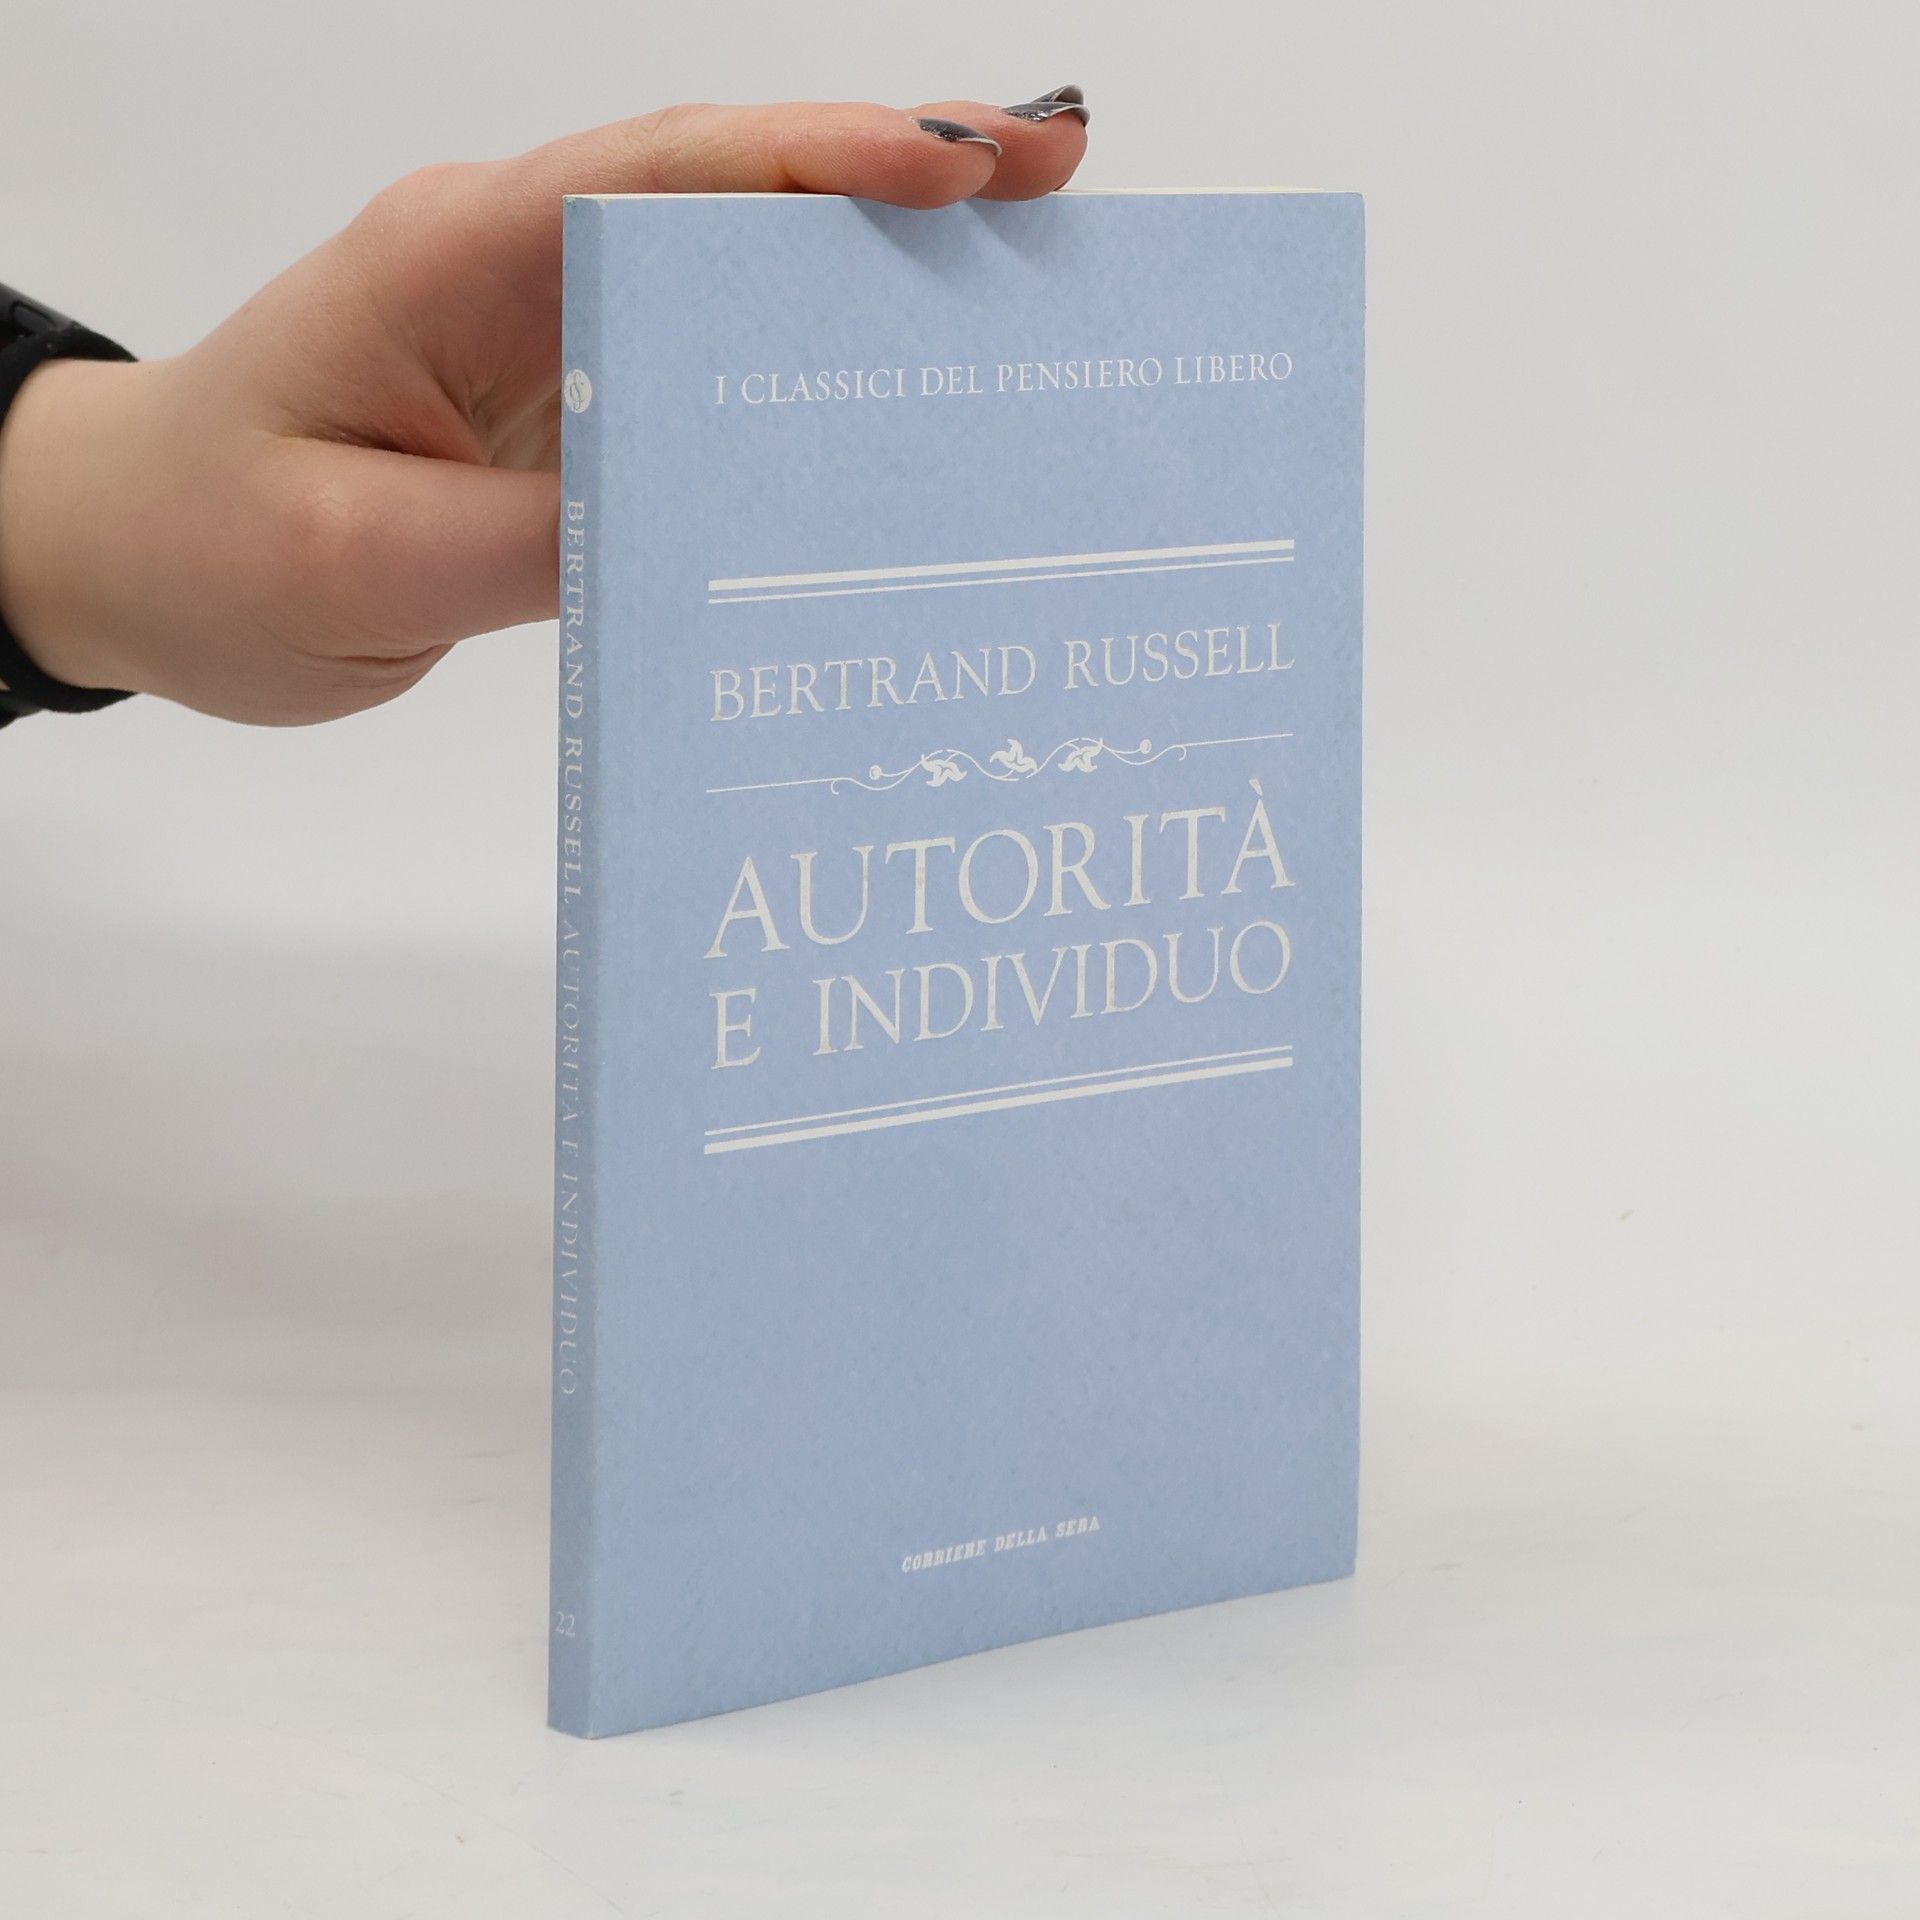 I CLASSICI DEL PENSIERO LIBERO
BERTRAND RUSSELL
AUTORITÀ
E INDIVIDUO
CORRIERE DELLA SERA
BERTRAND RUSSELL AUTORITÀ E INDIVIDUO
22